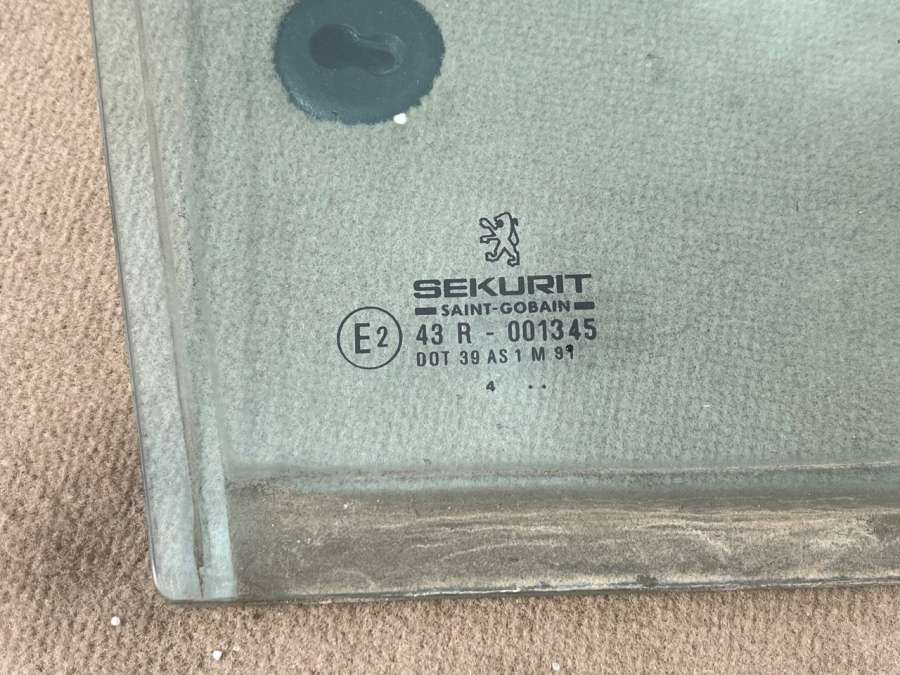 SEKURIT
SAINT-GOBAIN
E2 43 R - 001345
DOT 39 AS 1 M 91
4 ..